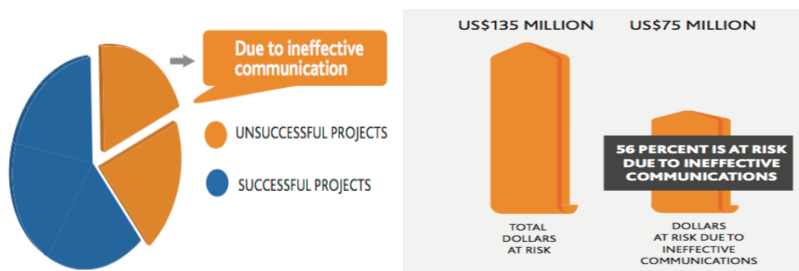 Due to ineffective
communication
UNSUCCESSFUL PROJECTS
SUCCESSFUL PROJECTS
US$135 MILLION
US$75 MILLION
56 PERCENT IS AT RISK
DUE TO INEFFECTIVE
COMMUNICATIONS
TOTAL
DOLLARS
AT RISK
DOLLARS
AT RISK DUE TO
INEFFECTIVE
COMMUNICATIONS